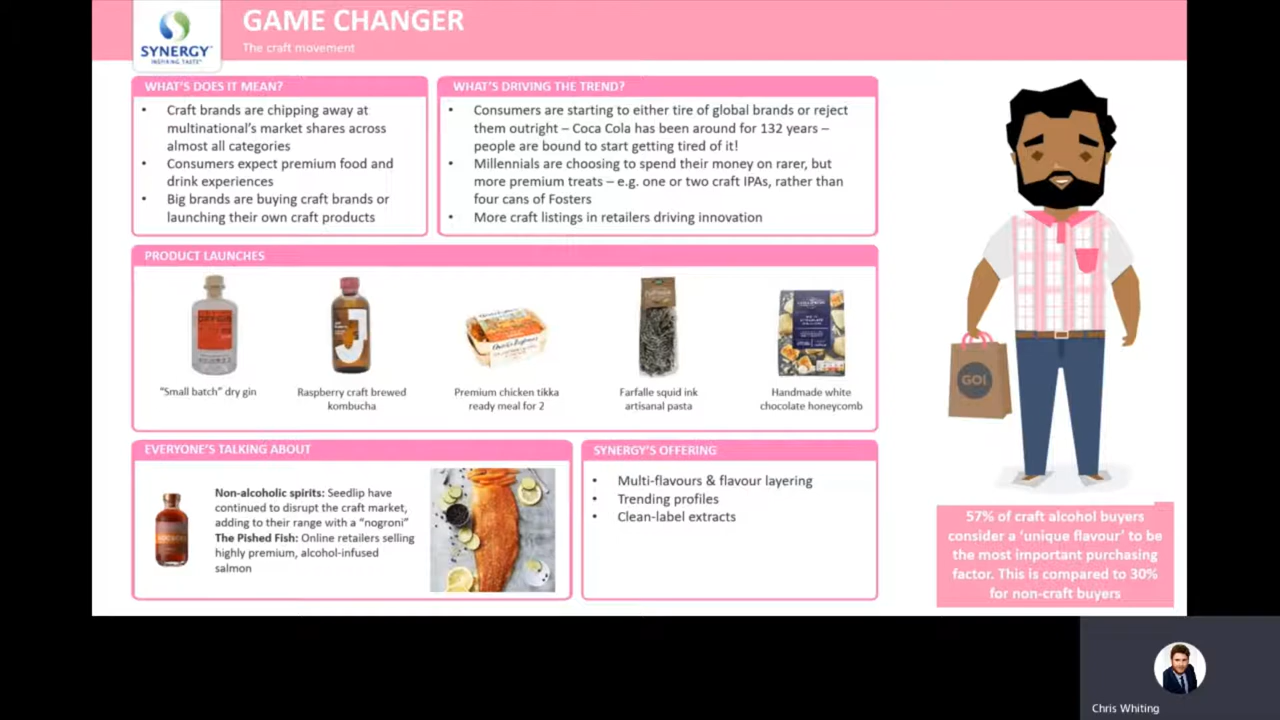 GAME CHANGER
The craft movement
SYNERGY
INSPIRING TASTE
WHAT'S DOES IT MEAN?
• Craft brands are chipping away at
multinational's market shares across
almost all categories
• Consumers expect premium food and
drink experiences
• Big brands are buying craft brands or
launching their own craft products
WHAT'S DRIVING THE TREND?
• Consumers are starting to either tire of global brands or reject
them outright – Coca Cola has been around for 132 years –
people are bound to start getting tired of it!
• Millennials are choosing to spend their money on rarer, but
more premium treats – e.g. one or two craft IPAs, rather than
four cans of Fosters
• More craft listings in retailers driving innovation
PRODUCT LAUNCHES
"Small batch" dry gin
Raspberry craft brewed
kombucha
Premium chicken tikka
ready meal for 2
Farfalle squid ink
artisanal pasta
Handmade white
chocolate honeycomb
EVERYONE'S TALKING ABOUT
Non-alcoholic spirits: Seedlip have
continued to disrupt the craft market,
adding to their range with a "nogroni"
The Pished Fish: Online retailers selling
highly premium, alcohol-infused
salmon
SYNERGY'S OFFERING
• Multi-flavours & flavour layering
• Trending profiles
• Clean-label extracts
GO!
57% of craft alcohol buyers
consider a 'unique flavour' to be
the most important purchasing
factor. This is compared to 30%
for non-craft buyers
Chris Whiting